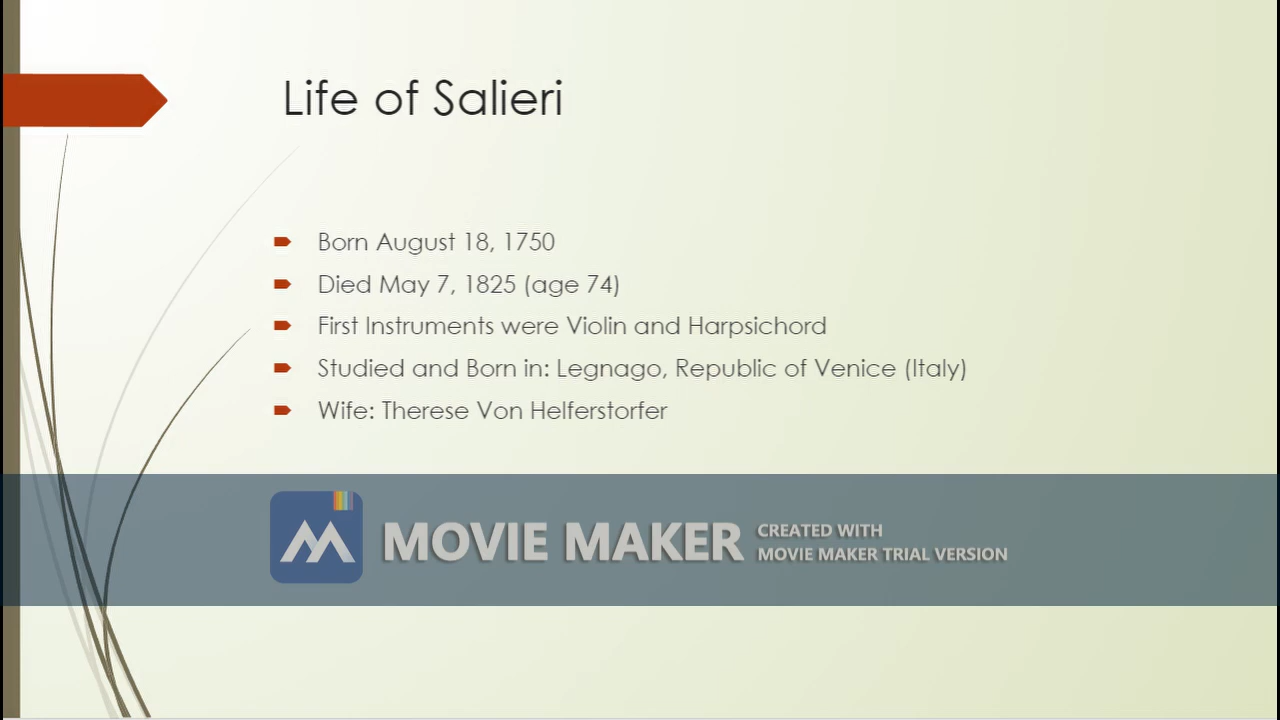 Life of Salieri
Born August 18, 1750
Died May 7, 1825 (age 74)
First Instruments were Violin and Harpsichord
Studied and Born in: Legnago, Republic of Venice (Italy)
Wife: Therese Von Helferstorfer
MOVIE MAKER
CREATED WITH
MOVIE MAKER TRIAL VERSION